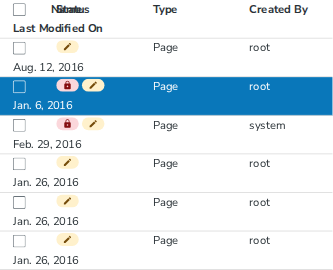 Name Status Type Created By
Last Modified On
Page root
Aug. 12, 2016
Page root
Jan. 6, 2016
Page system
Feb. 29, 2016
Page root
Jan. 26, 2016
Page root
Jan. 26, 2016
Page root
Jan. 26, 2016